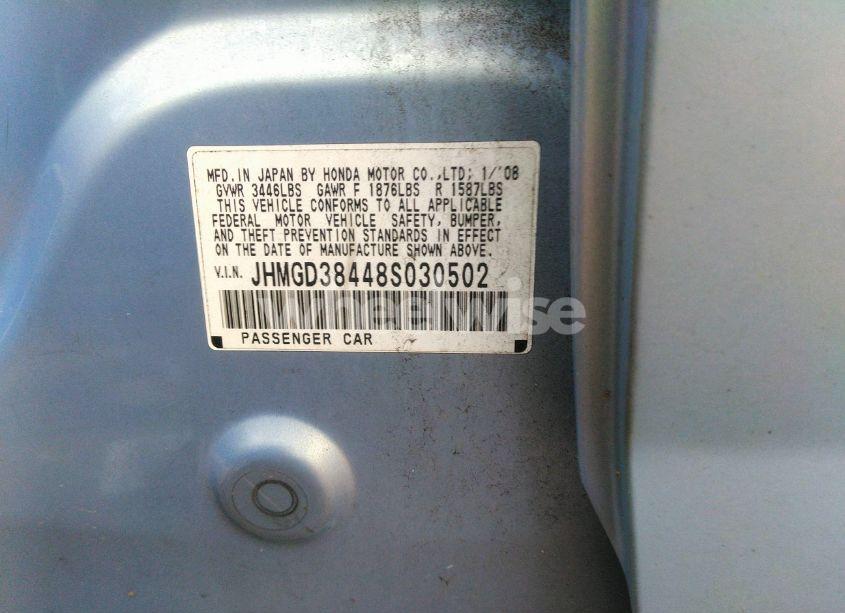 MFD.IN JAPAN BY HONDA MOTOR CO.,LTD; 1/'08
GVWR 3446LBS GAWR F 1876LBS R 1587LBS
THIS VEHICLE CONFORMS TO ALL APPLICABLE
FEDERAL MOTOR VEHICLE SAFETY, BUMPER,
AND THEFT PREVENTION STANDARDS IN EFFECT
ON THE DATE OF MANUFACTURE SHOWN ABOVE.
V.I.N. JHMGD38448S030502
wheelwise
PASSENGER CAR